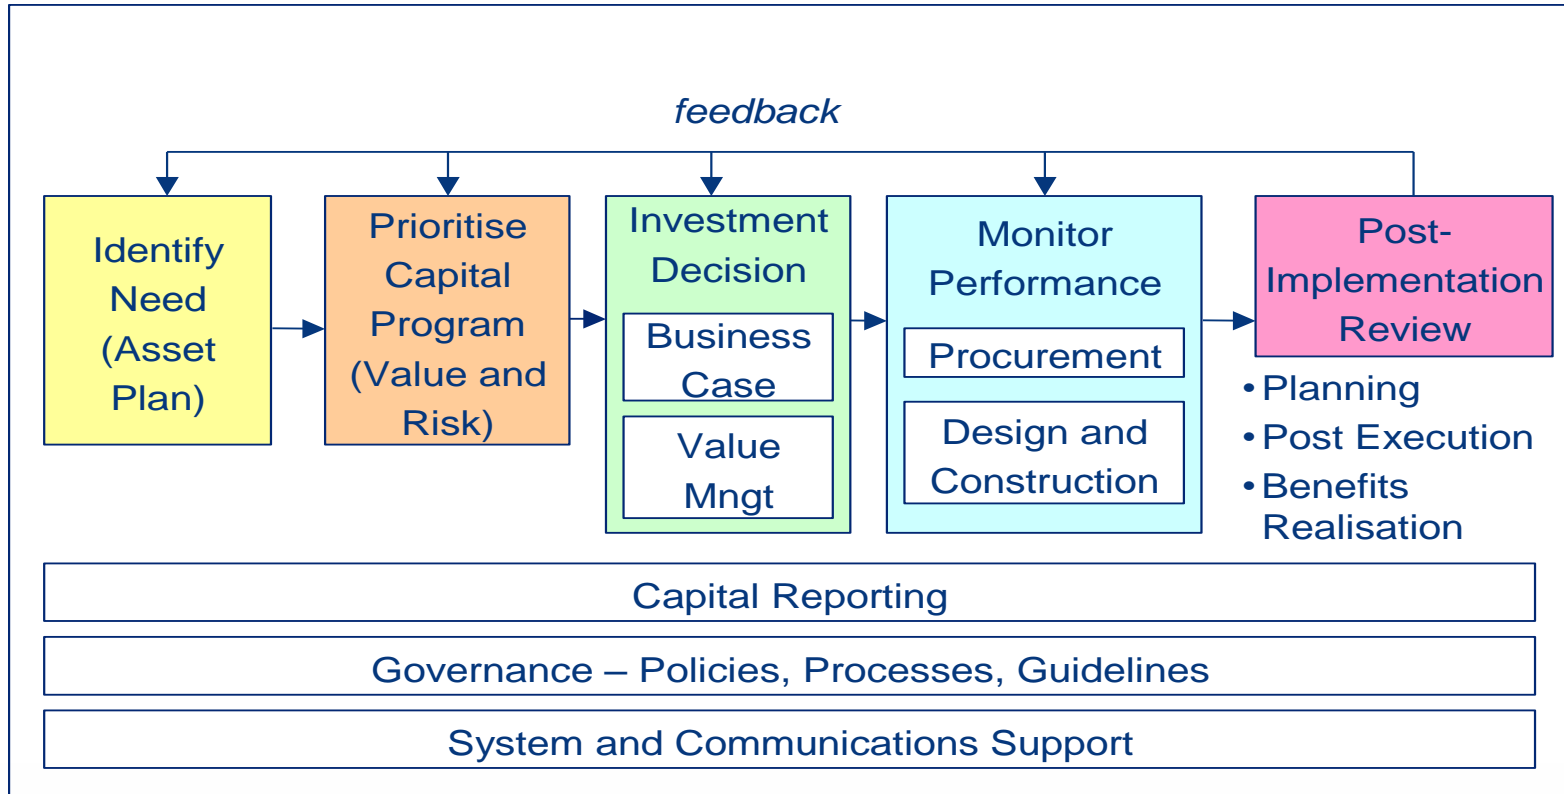 feedback
Identify
Need
(Asset
Plan)
Prioritise
Capital
Program
(Value and
Risk)
Investment
Decision
Business
Case
Value
Mngt
Monitor
Performance
Procurement
Design and
Construction
Post-
Implementation
Review
• Planning
• Post Execution
• Benefits
Realisation
Capital Reporting
Governance – Policies, Processes, Guidelines
System and Communications Support